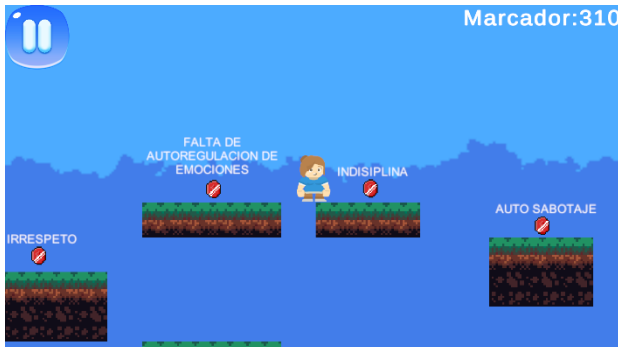 Marcador:310
FALTA DE
AUTOREGULACION DE
EMOCIONES
INDISIPLINA
AUTO SABOTAJE
IRRESPETO